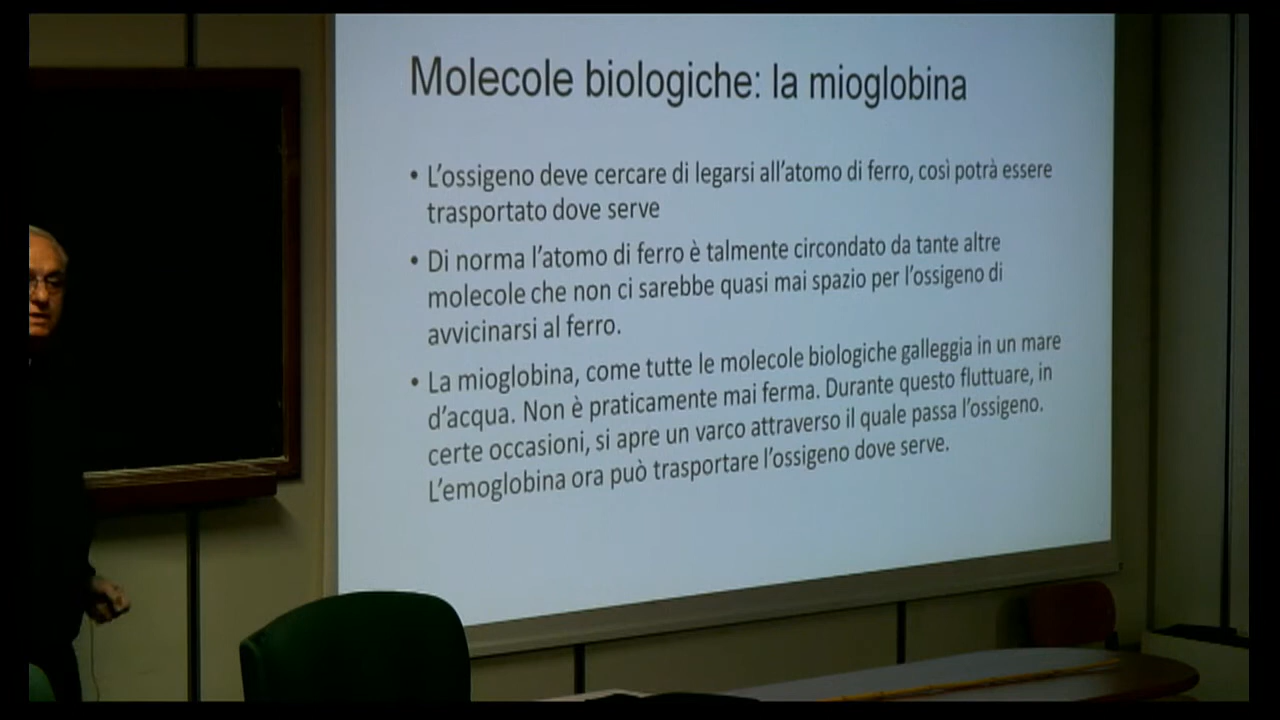 Molecole biologiche: la mioglobina
• L'ossigeno deve cercare di legarsi all'atomo di ferro, così potrà essere
trasportato dove serve
• Di norma l'atomo di ferro è talmente circondato da tante altre
molecole che non ci sarebbe quasi mai spazio per l'ossigeno di
avvicinarsi al ferro.
• La mioglobina, come tutte le molecole biologiche galleggia in un mare
d'acqua. Non è praticamente mai ferma. Durante questo fluttuare, in
certe occasioni, si apre un varco attraverso il quale passa l'ossigeno.
L'emoglobina ora può trasportare l'ossigeno dove serve.